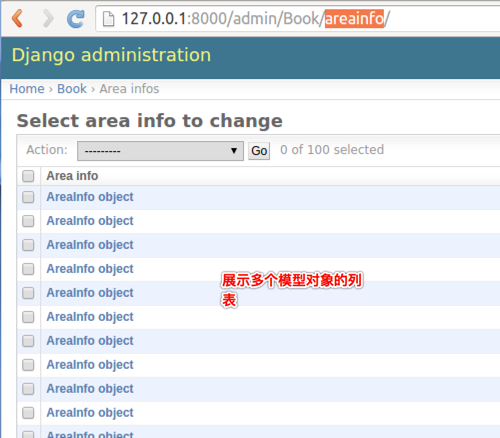 127.0.0.1:8000/admin/Book/areainfo/
Django administration
Home › Book › Area infos
Select area info to change
Action: --------- Go 0 of 100 selected
Area info
AreaInfo object
AreaInfo object
AreaInfo object
AreaInfo object
展示多个模型对象的列
AreaInfo object
表
AreaInfo object
AreaInfo object
AreaInfo object
AreaInfo object
AreaInfo object
AreaInfo object